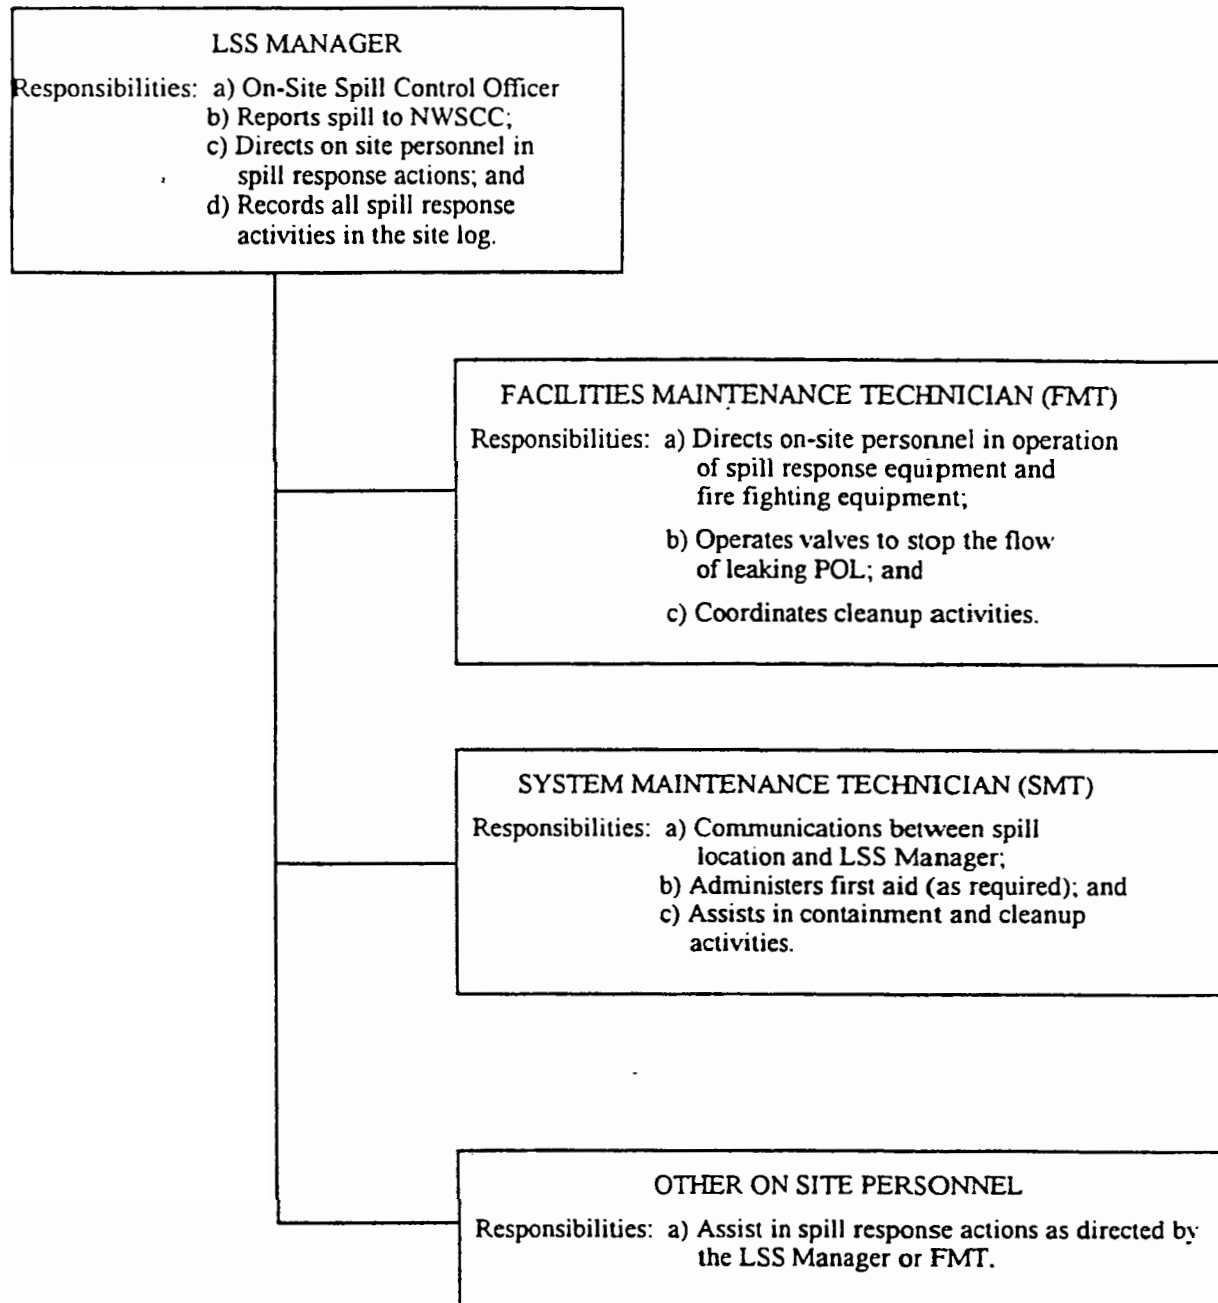 LSS MANAGER
Responsibilities: a) On-Site Spill Control Officer
b) Reports spill to NWSCC;
c) Directs on site personnel in
spill response actions; and
d) Records all spill response
activities in the site log.
FACILITIES MAINTENANCE TECHNICIAN (FMT)
Responsibilities: a) Directs on-site personnel in operation
of spill response equipment and
fire fighting equipment;
b) Operates valves to stop the flow
of leaking POL; and
c) Coordinates cleanup activities.
SYSTEM MAINTENANCE TECHNICIAN (SMT)
Responsibilities: a) Communications between spill
location and LSS Manager;
b) Administers first aid (as required); and
c) Assists in containment and cleanup
activities.
OTHER ON SITE PERSONNEL
Responsibilities: a) Assist in spill response actions as directed by
the LSS Manager or FMT.